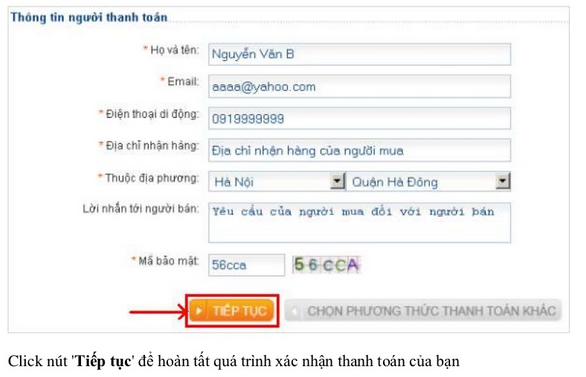 Thông tin người thanh toán
* Họ và tên: Nguyễn Văn B
* Email: aaaa@yahoo.com
* Điện thoại di động: 0919999999
* Địa chỉ nhận hàng: Địa chỉ nhận hàng của người mua
* Thuộc địa phương: Hà Nội Quận Hà Đông
Lời nhắn tới người bán: Yêu cầu của người mua đối với người bán
* Mã bảo mật: 56cca 56CCA
TIẾP TỤC CHỌN PHƯƠNG THỨC THANH TOÁN KHÁC
Click nút 'Tiếp tục' để hoàn tất quá trình xác nhận thanh toán của bạn